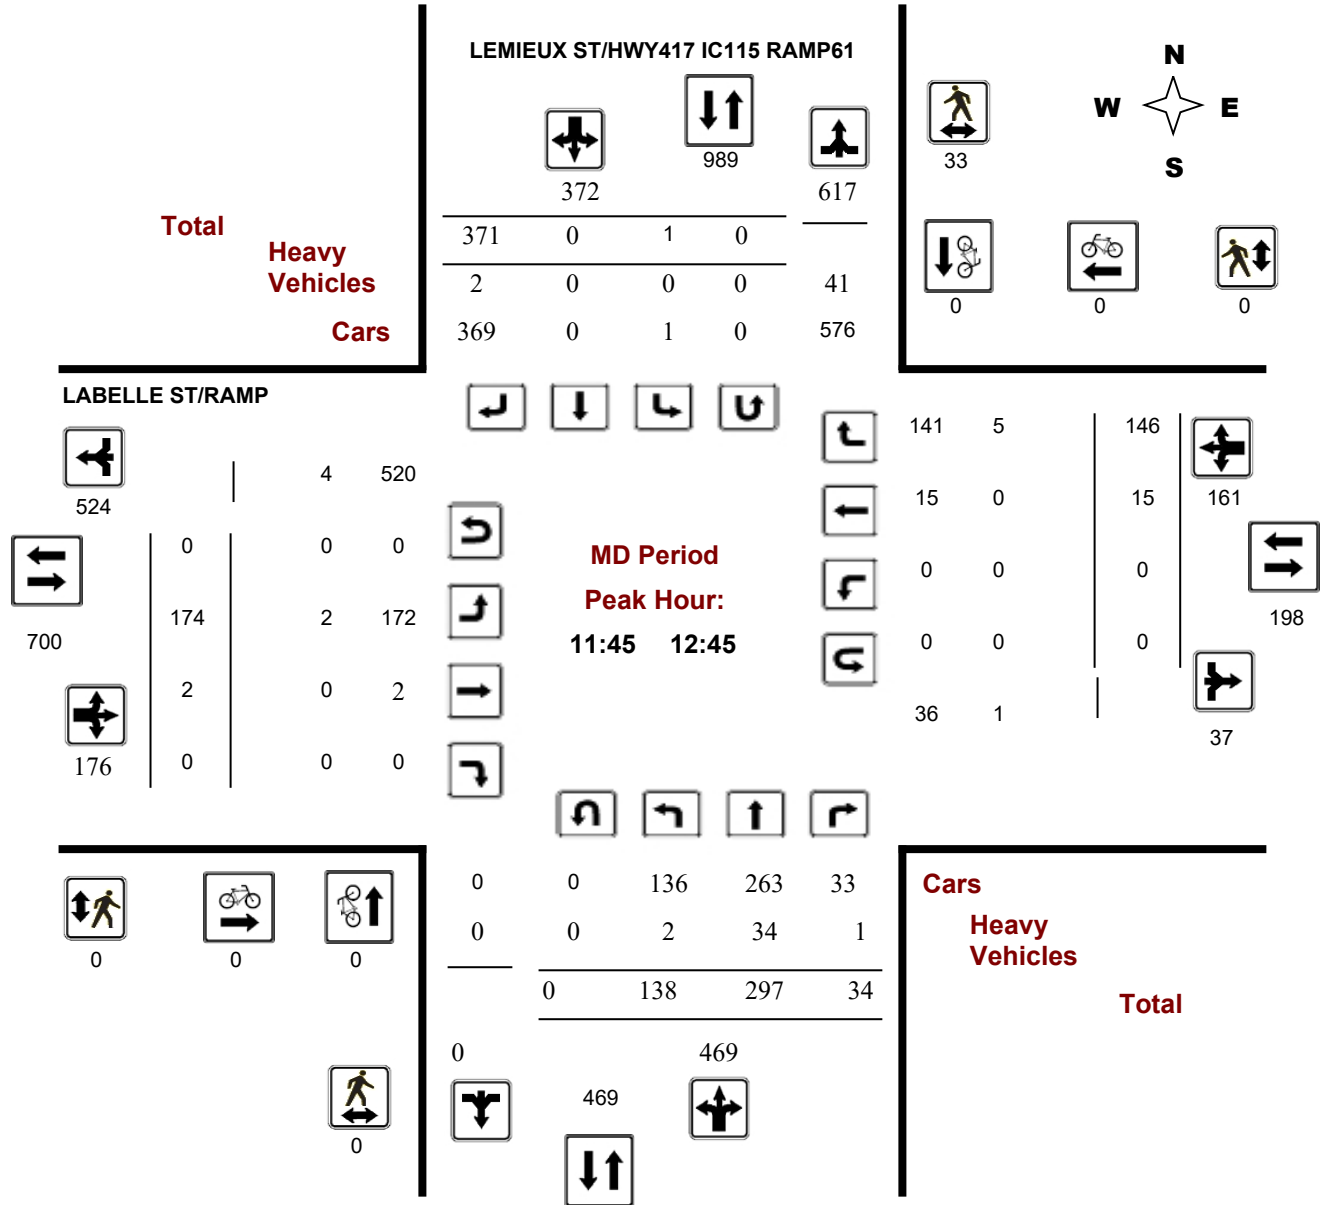 LEMIEUX ST/HWY417 IC115 RAMP61
N
W E
S
989
33
372
617
Total
371 0 1 0
Heavy
Vehicles
2 0 0 0 41
0 0 0
Cars
369 0 1 0 576
LABELLE ST/RAMP
141 5 146
4 520
524
15 0 15 161
0 0 0
MD Period
0 0 0
Peak Hour:
174 2 172
198
700
11:45 12:45
0 0 0
2 0 2
36 1
37
176 0 0 0
0 0 136 263 33
Cars
0 0 2 34 1
Heavy
Vehicles
0 0 0
0 138 297 34
Total
0 469
469
0